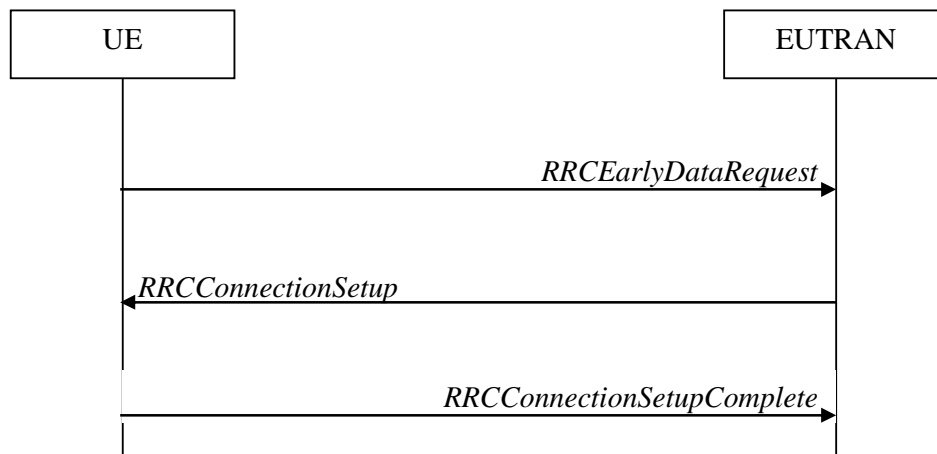 UE
EUTRAN
RRCEarlyDataRequest
RRCConnectionSetup
RRCConnectionSetupComplete